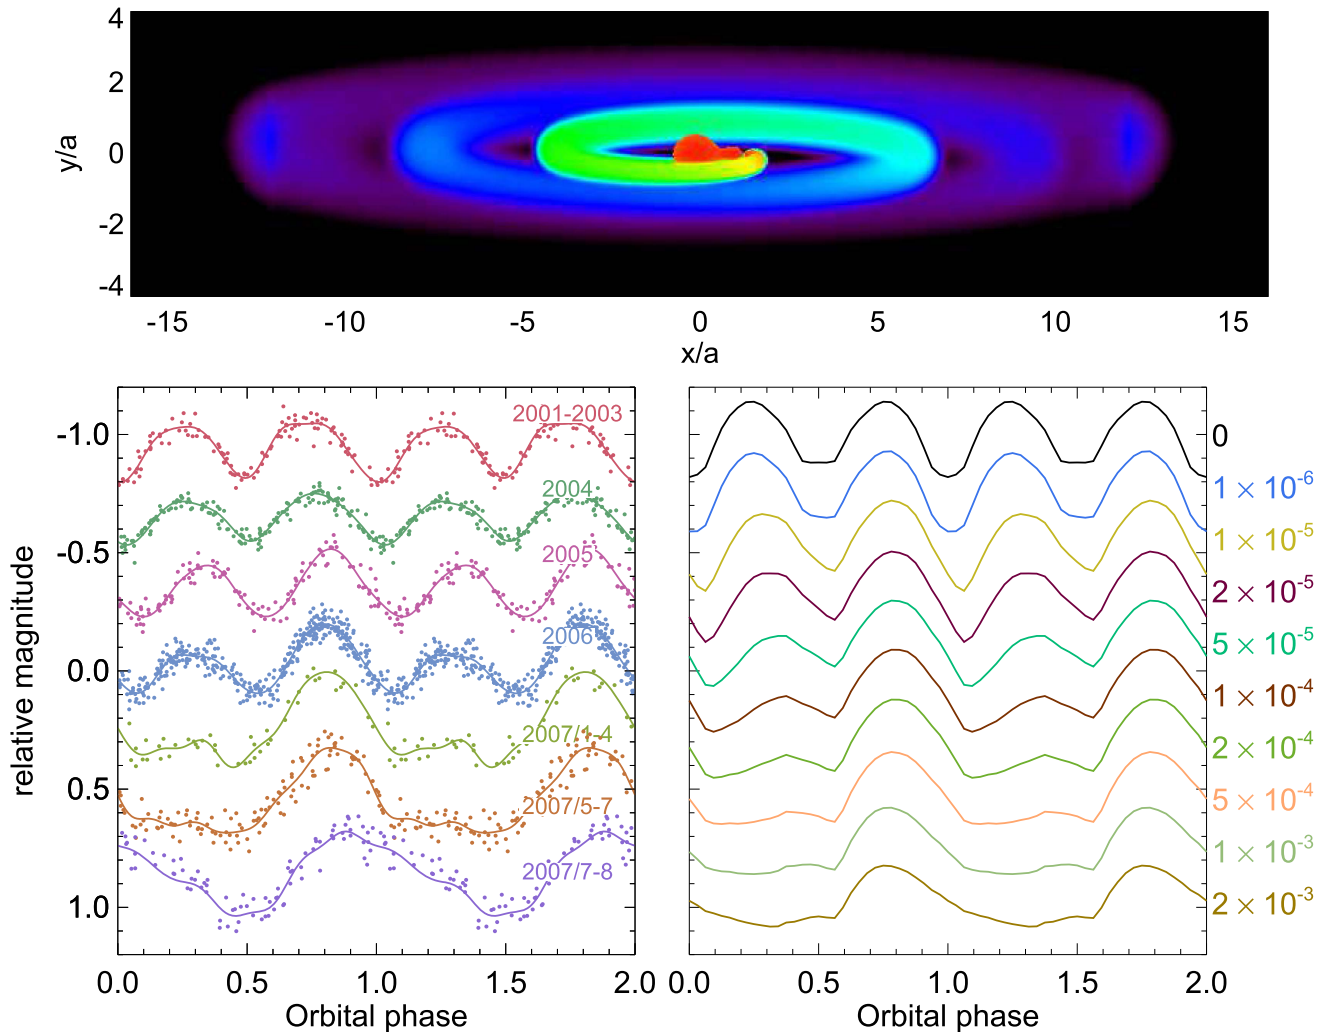 4
2
0
-2
-4
y/a
-15 -10 -5 0 5 10 15
x/a
2001-2003
2004
2005
2006
2007/1-4
2007/5-7
2007/7-8
-1.0
-0.5
0.0
0.5
1.0
relative magnitude
0.0 0.5 1.0 1.5 2.0
Orbital phase
0
1 × 10⁻⁶
1 × 10⁻⁵
2 × 10⁻⁵
5 × 10⁻⁵
1 × 10⁻⁴
2 × 10⁻⁴
5 × 10⁻⁴
1 × 10⁻³
2 × 10⁻³
0.0 0.5 1.0 1.5 2.0
Orbital phase